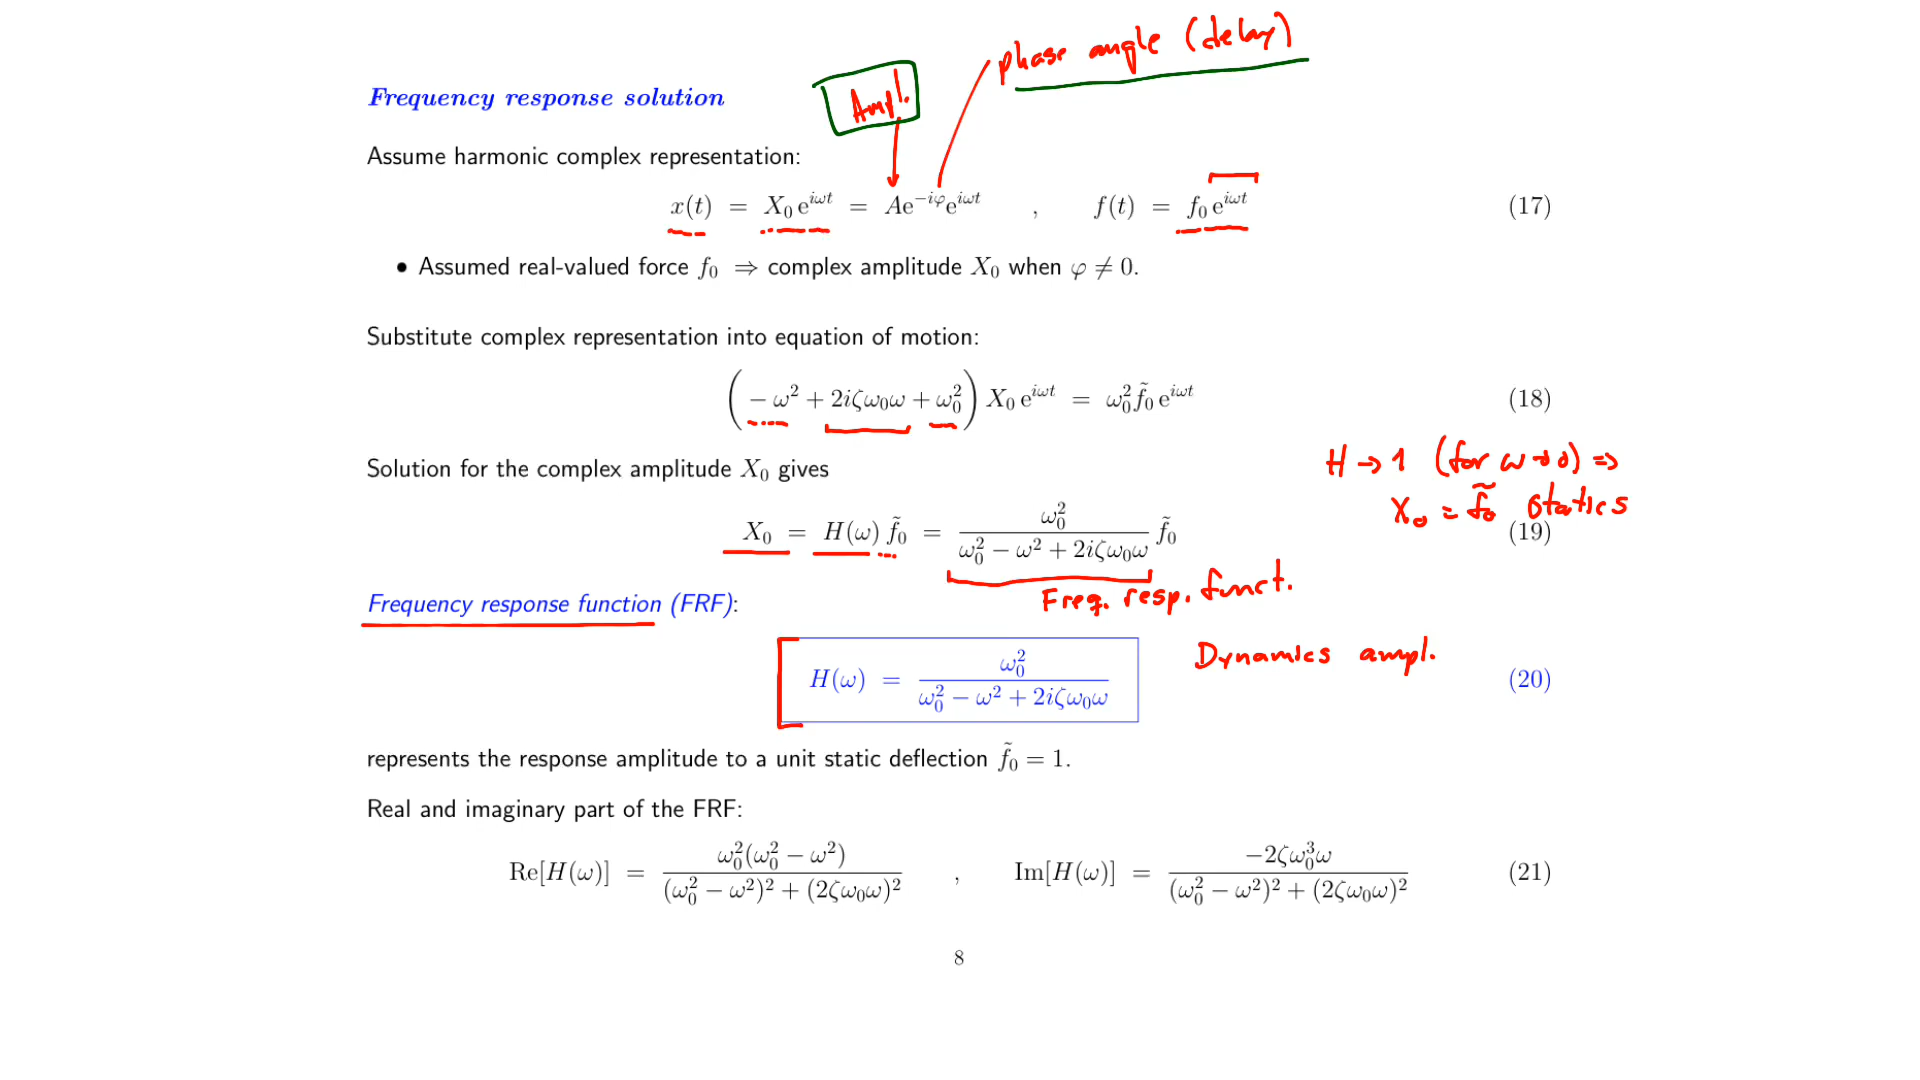 phase angle (delay)
Ampl.
Frequency response solution
Assume harmonic complex representation:
x(t) = X₀ e^{iωt} = Ae^{−iφ}e^{iωt} , f(t) = f₀ e^{iωt} (17)
• Assumed real-valued force f₀ ⇒ complex amplitude X₀ when φ ≠ 0.
Substitute complex representation into equation of motion:
( − ω² + 2iζω₀ω + ω₀² ) X₀ e^{iωt} = ω₀² f̃₀ e^{iωt} (18)
H → 1 (for ω→0) ⇒
Solution for the complex amplitude X₀ gives
X₀ = f̃₀ statics
X₀ = H(ω) f̃₀ = ω₀² / (ω₀² − ω² + 2iζω₀ω) f̃₀ (19)
Freq. resp. funct.
Frequency response function (FRF):
Dynamics ampl.
H(ω) = ω₀² / (ω₀² − ω² + 2iζω₀ω) (20)
represents the response amplitude to a unit static deflection f̃₀ = 1.
Real and imaginary part of the FRF:
Re[H(ω)] = ω₀²(ω₀² − ω²) / ((ω₀² − ω²)² + (2ζω₀ω)²) , Im[H(ω)] = −2ζω₀³ω / ((ω₀² − ω²)² + (2ζω₀ω)²) (21)
8